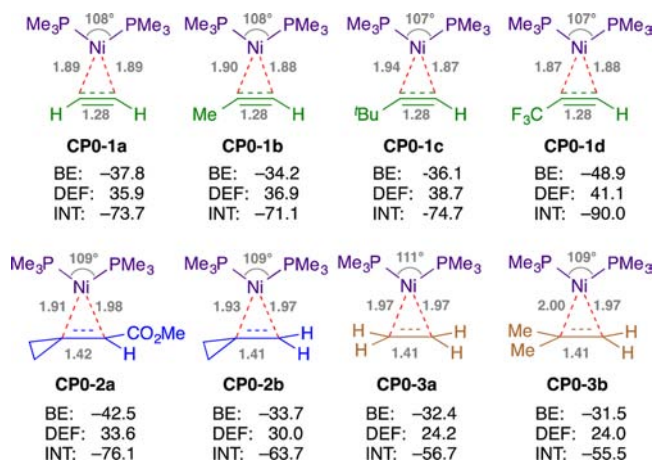 108° 108° 107° 107°
Me₃P PMe₃ Me₃P PMe₃ Me₃P PMe₃ Me₃P PMe₃
Ni Ni Ni Ni
1.89 1.89 1.90 1.88 1.94 1.87 1.87 1.88
H 1.28 H Me 1.28 H ᵗBu 1.28 H F₃C 1.28 H
CP0-1a CP0-1b CP0-1c CP0-1d
BE: –37.8 BE: –34.2 BE: -36.1 BE: –48.9
DEF: 35.9 DEF: 36.9 DEF: 38.7 DEF: 41.1
INT: –73.7 INT: –71.1 INT: –74.7 INT: –90.0
109° 109° 111° 109°
Me₃P PMe₃ Me₃P PMe₃ Me₃P PMe₃ Me₃P PMe₃
Ni Ni Ni Ni
1.91 1.98 1.93 1.97 1.97 1.97 2.00 1.97
CO₂Me H H H Me H
1.42 H 1.41 H H 1.41 H Me 1.41 H
CP0-2a CP0-2b CP0-3a CP0-3b
BE: –42.5 BE: –33.7 BE: –32.4 BE: –31.5
DEF: 33.6 DEF: 30.0 DEF: 24.2 DEF: 24.0
INT: –76.1 INT: –63.7 INT: –56.7 INT: –55.5